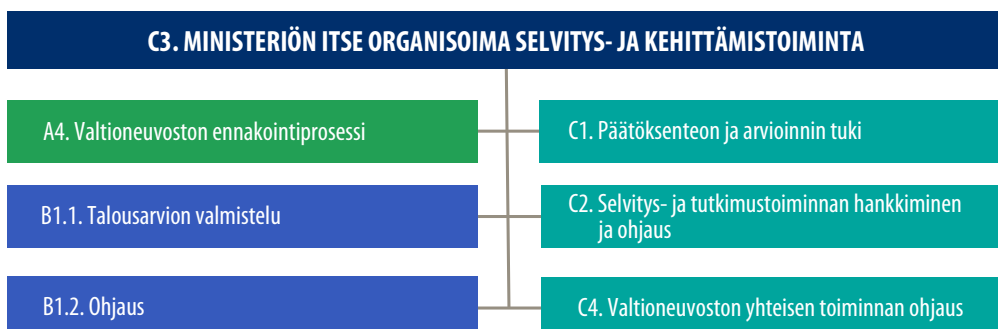 C3. MINISTERIÖN ITSE ORGANISOIMA SELVITYS- JA KEHITTÄMISTOIMINTA
A4. Valtioneuvoston ennakointiprosessi
C1. Päätöksenteon ja arvioinnin tuki
B1.1. Talousarvion valmistelu
C2. Selvitys- ja tutkimustoiminnan hankkiminen
ja ohjaus
B1.2. Ohjaus
C4. Valtioneuvoston yhteisen toiminnan ohjaus